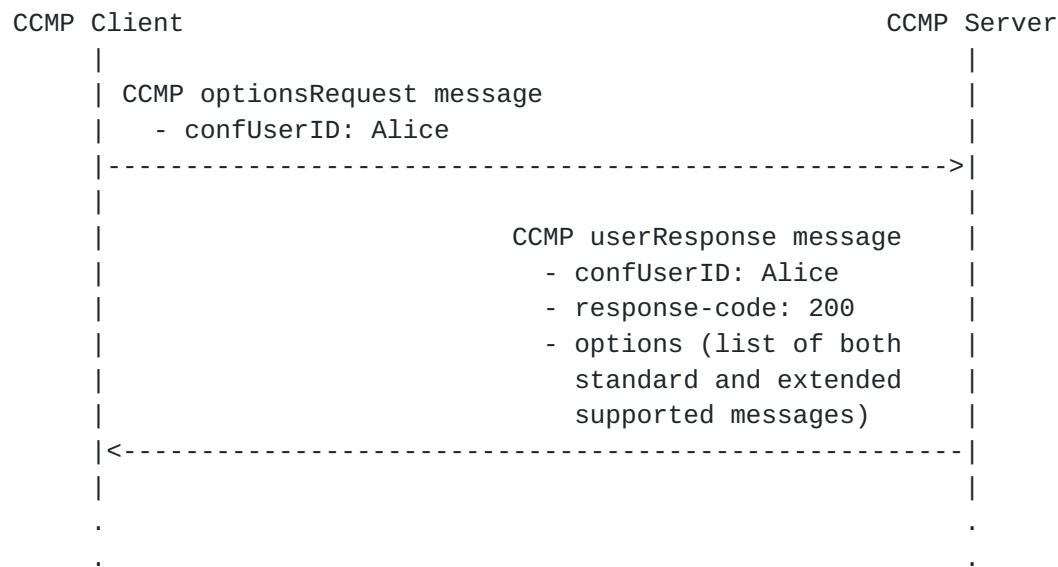 CCMP Client CCMP Server
CCMP optionsRequest message
- confUserID: Alice
CCMP userResponse message
- confUserID: Alice
- response-code: 200
- options (list of both
standard and extended
supported messages)